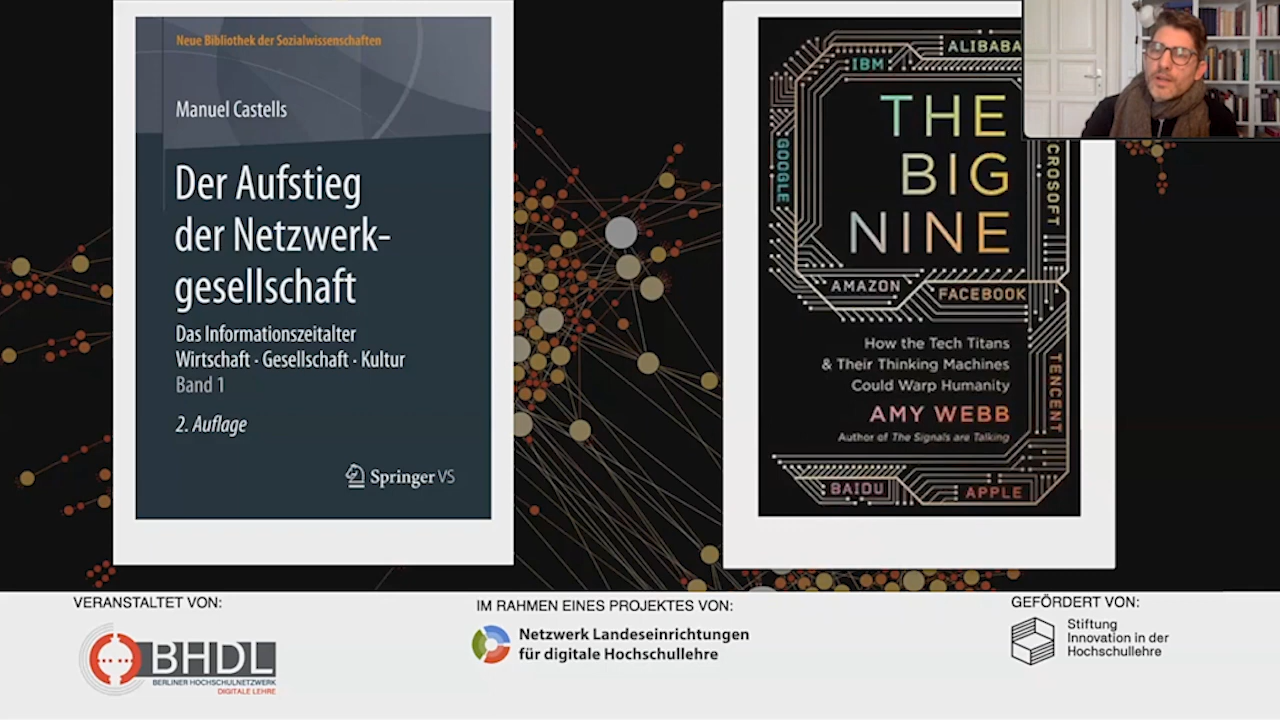 Neue Bibliothek der Sozialwissenschaften
Manuel Castells
Der Aufstieg
der Netzwerk-
gesellschaft
Das Informationszeitalter
Wirtschaft · Gesellschaft · Kultur
Band 1
2. Auflage
Springer VS
ALIBABA
IBM
GOOGLE
THE
BIG
NINE
CROSOFT
AMAZON
FACEBOOK
How the Tech Titans
& Their Thinking Machines
Could Warp Humanity
TENCENT
AMY WEBB
Author of The Signals are Talking
BAIDU
APPLE
VERANSTALTET VON:
BHDL
BERLINER HOCHSCHULNETZWERK
DIGITALE LEHRE
IM RAHMEN EINES PROJEKTES VON:
Netzwerk Landeseinrichtungen
für digitale Hochschullehre
GEFÖRDERT VON:
Stiftung
Innovation in der
Hochschullehre